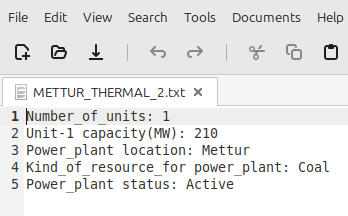 File Edit View Search Tools Documents Help
METTUR_THERMAL_2.txt
1 Number_of_units: 1
2 Unit-1 capacity(MW): 210
3 Power_plant location: Mettur
4 Kind_of_resource_for power_plant: Coal
5 Power_plant status: Active